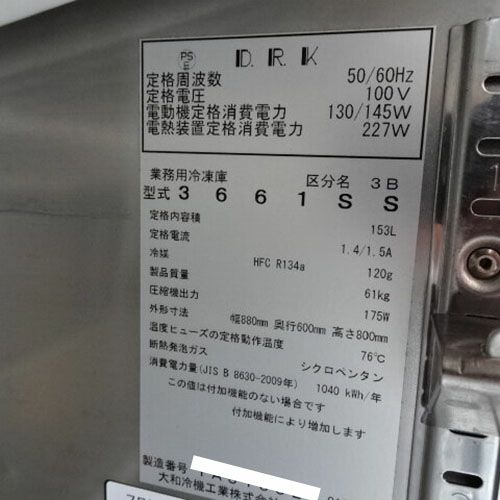 PS
E
D.R.K
定格周波数 50/60Hz
定格電圧 100V
電動機定格消費電力 130/145W
電熱装置定格消費電力 227W
業務用冷凍庫 区分名 3B
型式 3661SS
定格内容積 153L
定格電流 1.4/1.5A
冷媒 HFC R134a 120g
製品質量 61kg
圧縮機出力 175W
外形寸法 幅880mm 奥行600mm 高さ800mm
温度ヒューズの定格動作温度 76℃
断熱発泡ガス シクロペンタン
消費電力量(JIS B 8630-2009年) 1040 kWh/年
この値は付加機能のない場合です
付加機能により増加します
製造番号
大和冷機工業株式会